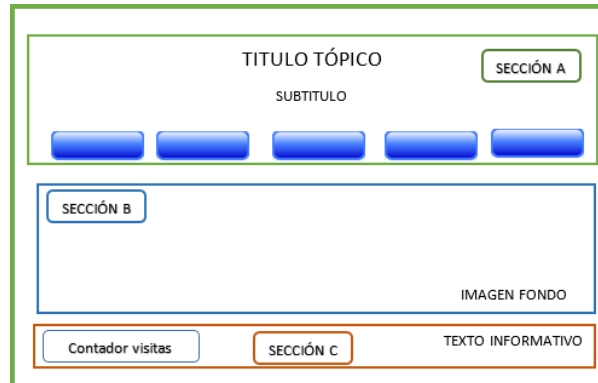 TITULO TÓPICO
SECCIÓN A
SUBTITULO
SECCIÓN B
IMAGEN FONDO
Contador visitas
SECCIÓN C
TEXTO INFORMATIVO